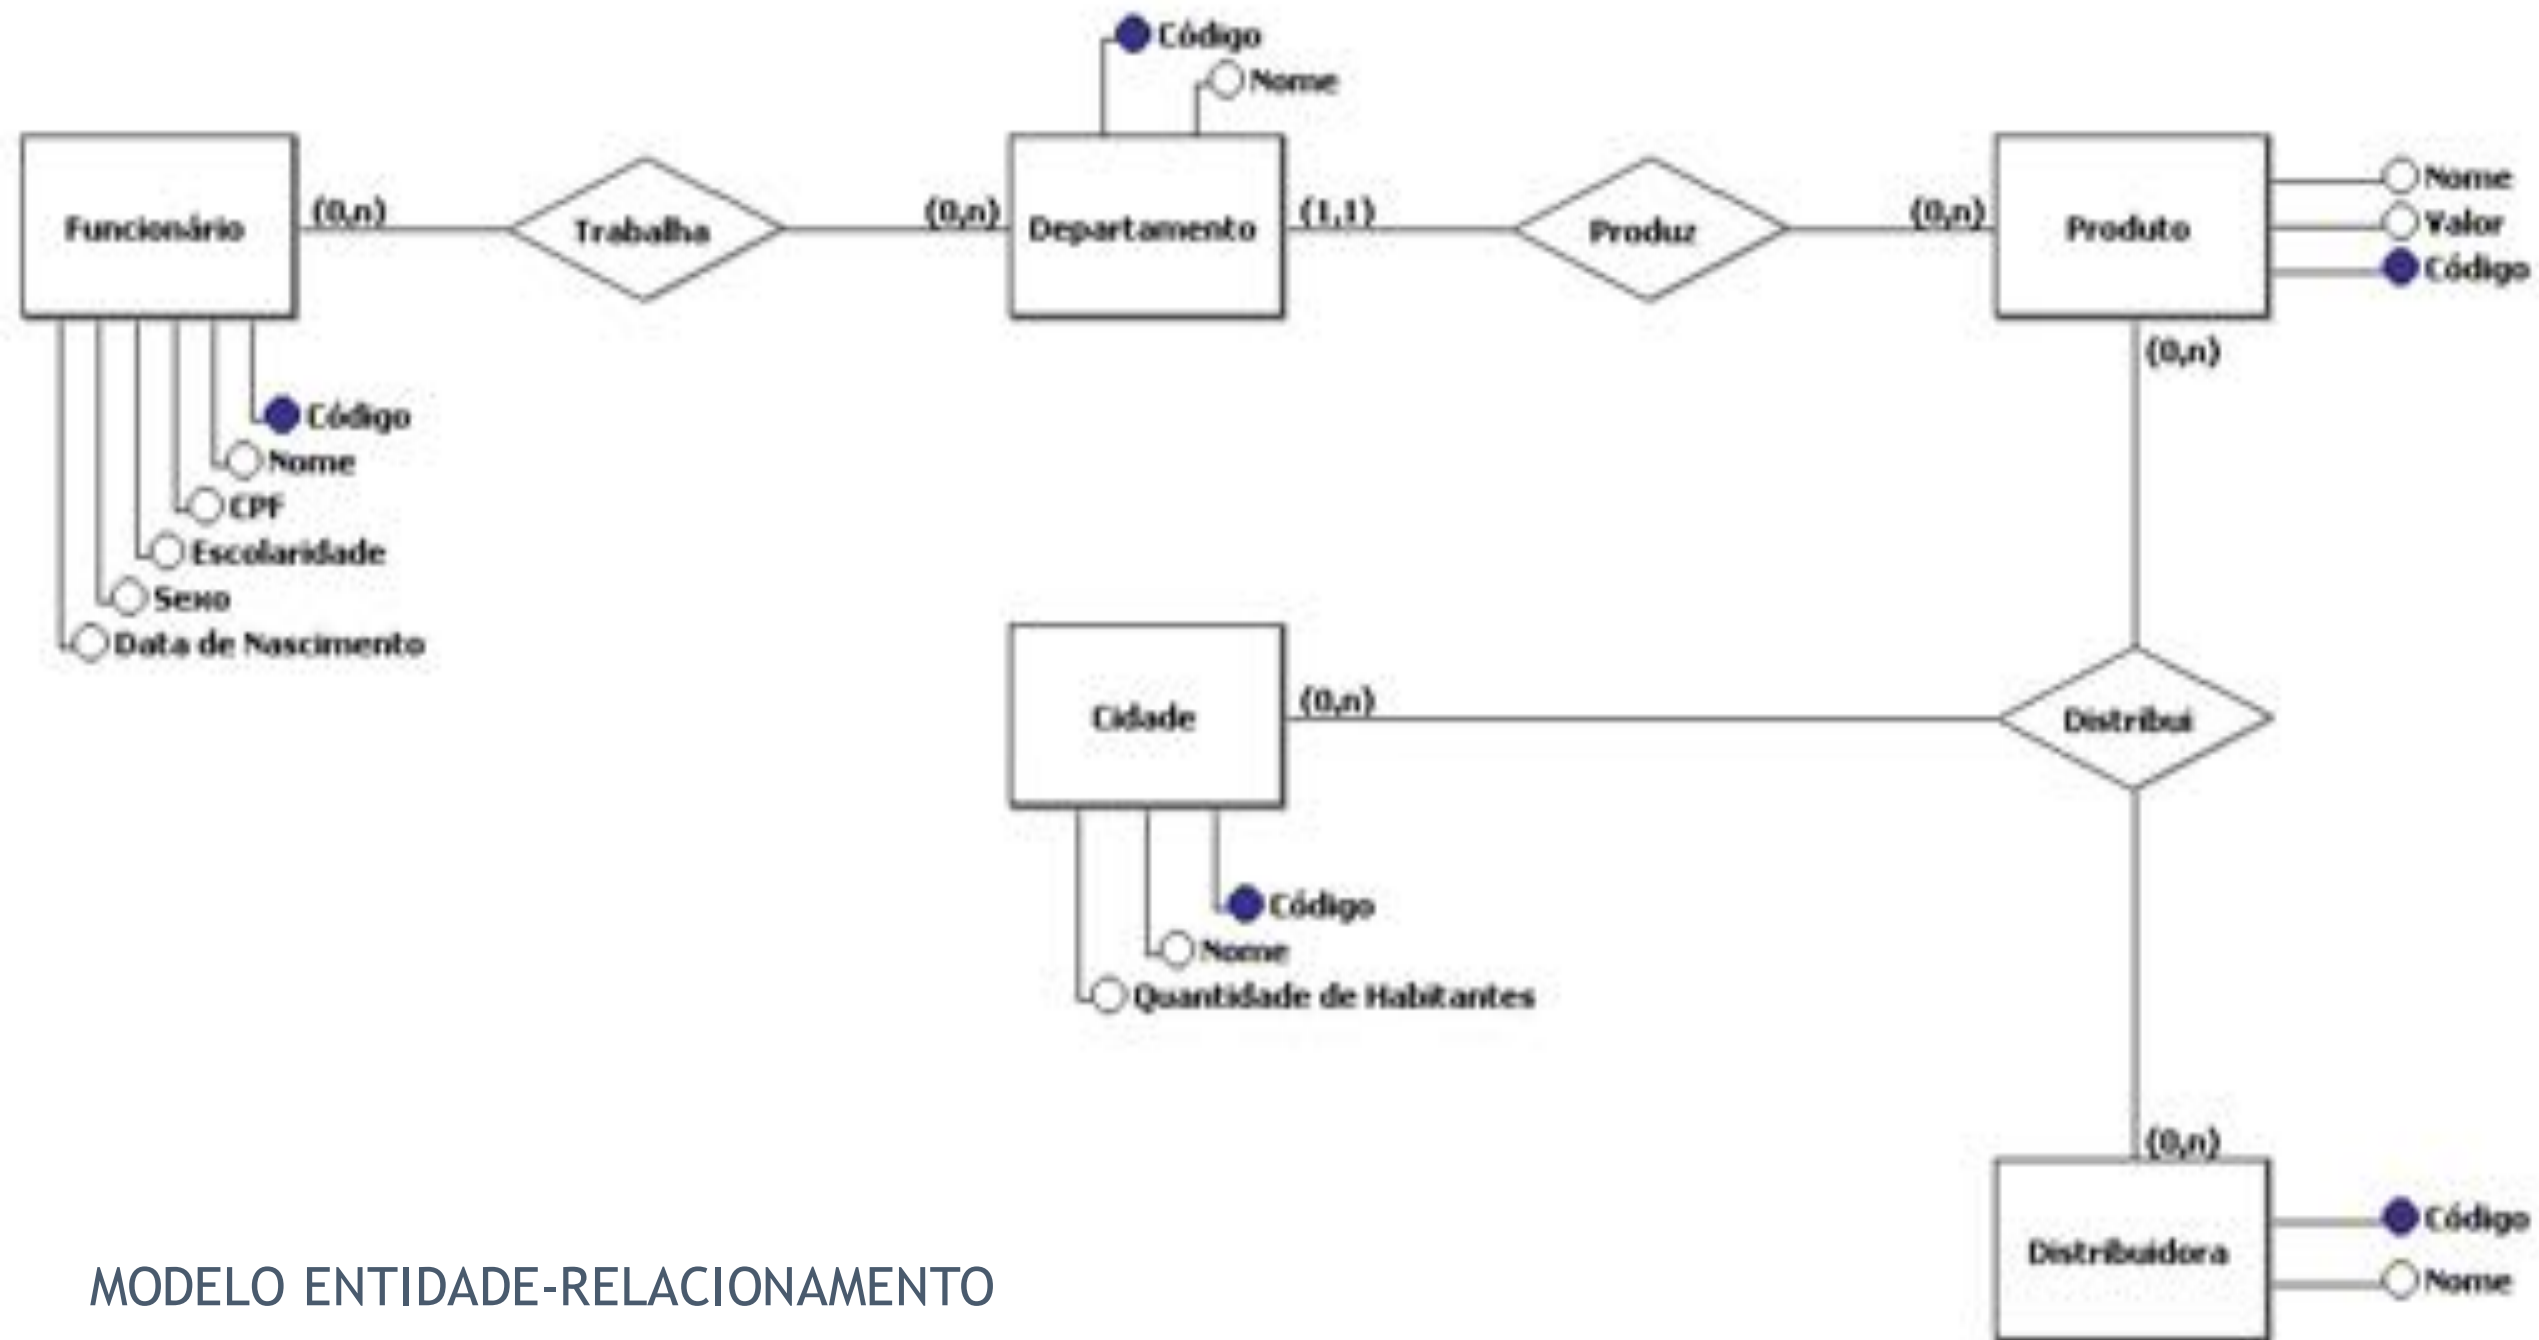 Código
Nome
Funcionário
(0,n)
Trabalha
(0,n)
Departamento
(1,1)
Produz
(0,n)
Produto
Nome
Valor
Código
(0,n)
Código
Nome
CPF
Escolaridade
Sexo
Data de Nascimento
Cidade
(0,n)
Distribui
Código
Nome
Quantidade de Habitantes
(0,n)
Distribuidora
Código
Nome
MODELO ENTIDADE-RELACIONAMENTO